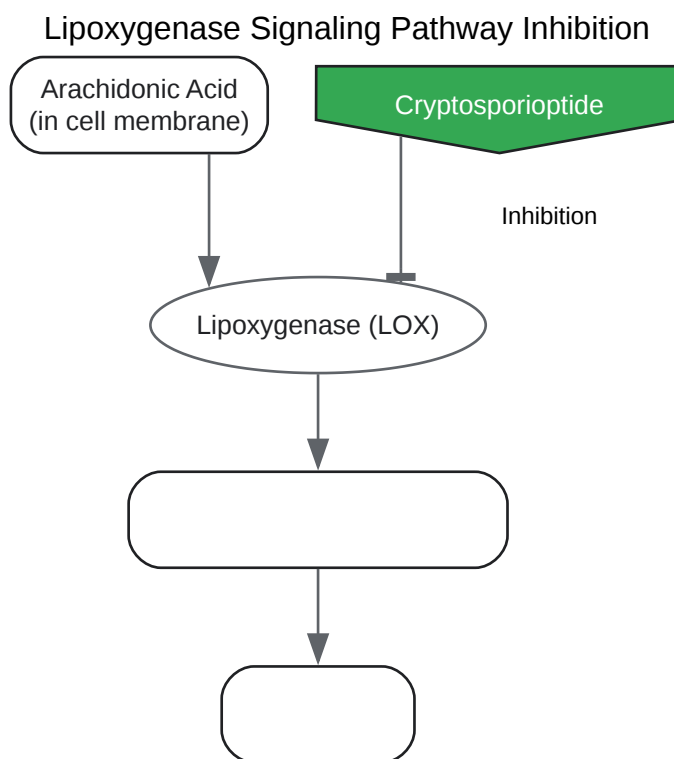 Lipoxygenase Signaling Pathway Inhibition
Arachidonic Acid
(in cell membrane)
Cryptosporioptide
Inhibition
Lipoxygenase (LOX)